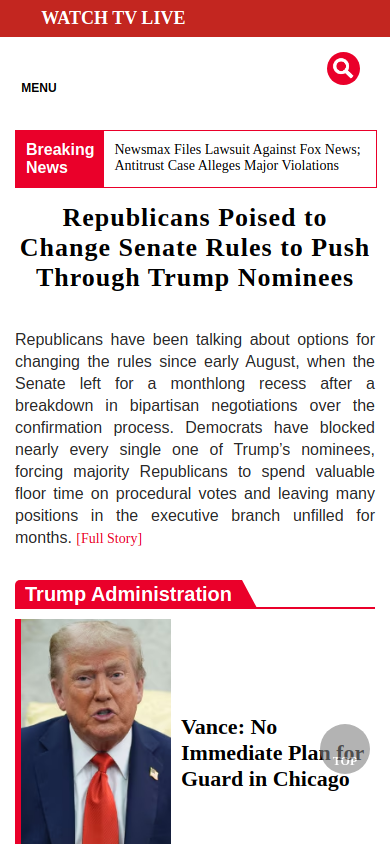 WATCH TV LIVE
MENU
Breaking
News
Newsmax Files Lawsuit Against Fox News;
Antitrust Case Alleges Major Violations
Republicans Poised to
Change Senate Rules to Push
Through Trump Nominees
Republicans have been talking about options for
changing the rules since early August, when the
Senate left for a monthlong recess after a
breakdown in bipartisan negotiations over the
confirmation process. Democrats have blocked
nearly every single one of Trump’s nominees,
forcing majority Republicans to spend valuable
floor time on procedural votes and leaving many
positions in the executive branch unfilled for
months. [Full Story]
Trump Administration
Vance: No
Immediate Plan for
Guard in Chicago
TOP